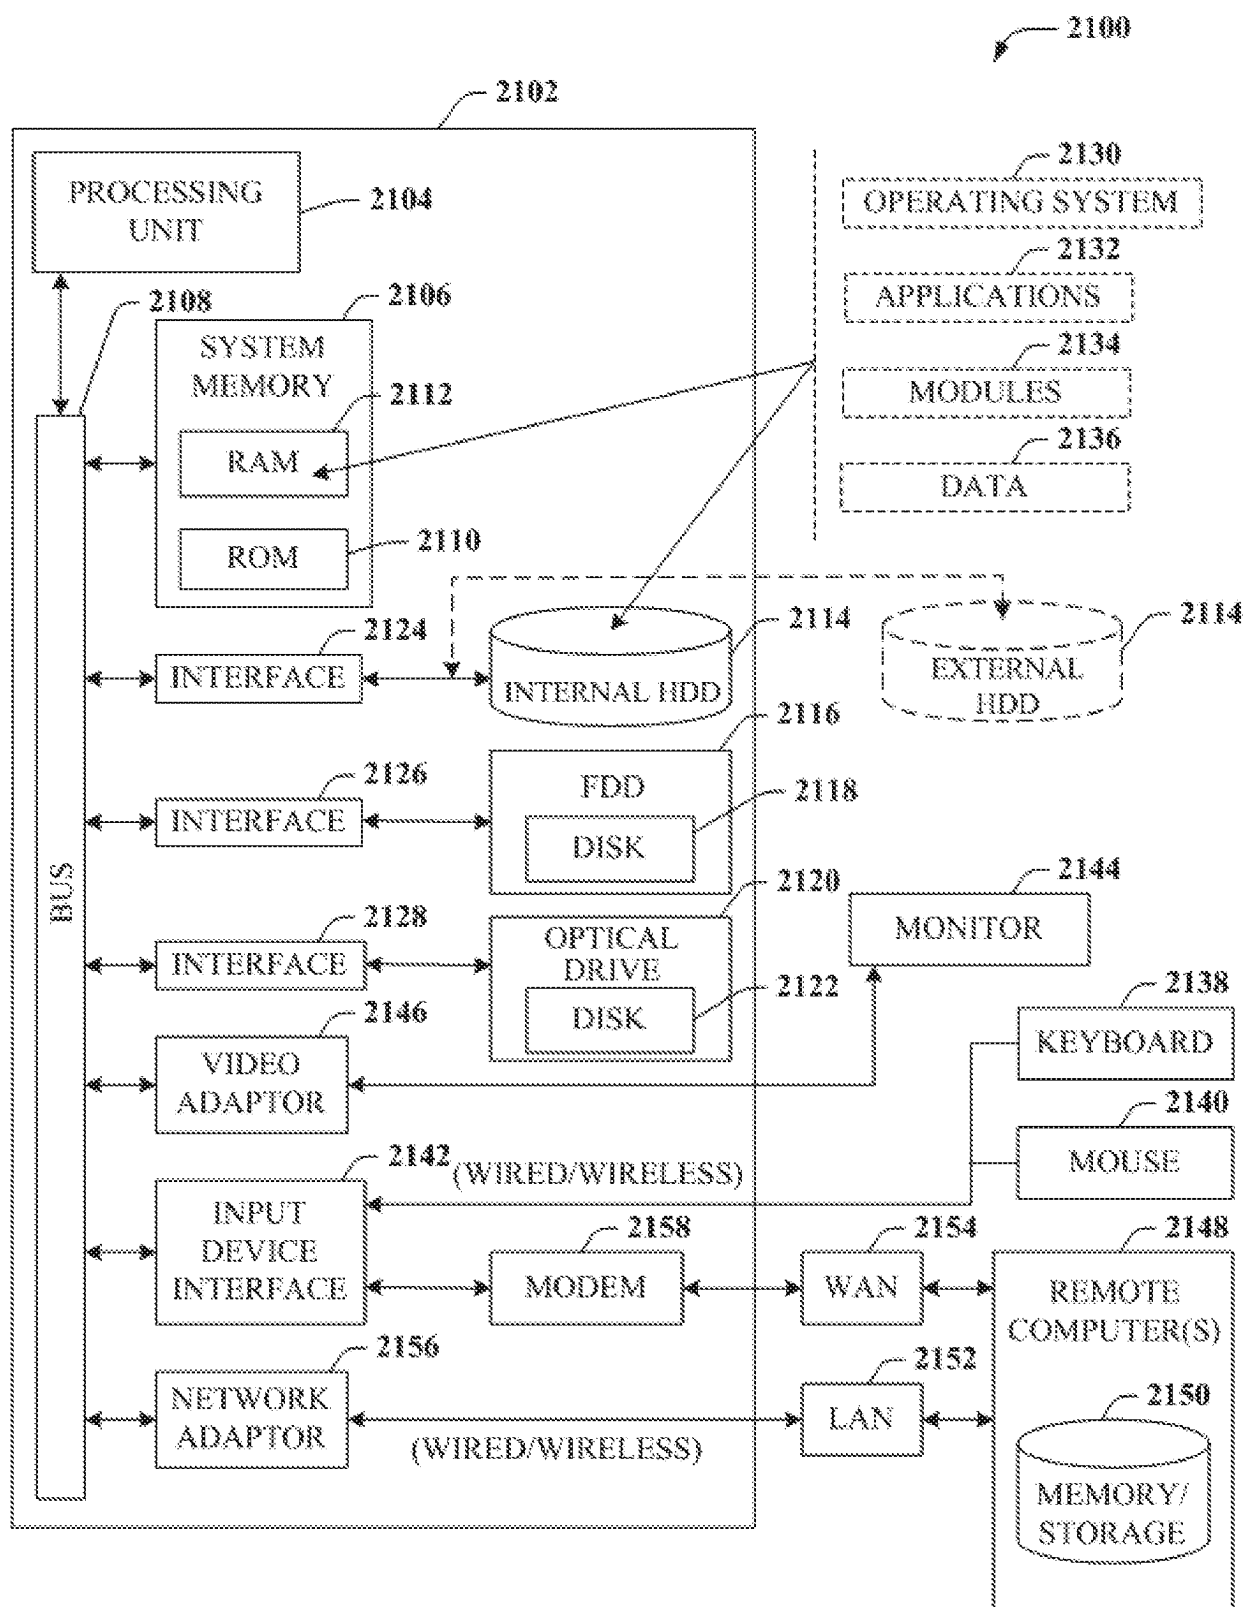 2100
2102
PROCESSING
UNIT
2104
2130
OPERATING SYSTEM
2132
APPLICATIONS
2134
MODULES
2136
DATA
2108
2106
SYSTEM
MEMORY
2112
RAM
2110
ROM
2124
INTERFACE
2114
INTERNAL HDD
2114
EXTERNAL
HDD
2116
FDD
2126
INTERFACE
2118
DISK
BUS
2120
OPTICAL
DRIVE
2128
INTERFACE
2122
DISK
2144
MONITOR
2146
VIDEO
ADAPTOR
2138
KEYBOARD
2140
MOUSE
2142
(WIRED/WIRELESS)
INPUT
DEVICE
INTERFACE
2158
MODEM
2154
WAN
2148
REMOTE
COMPUTER(S)
2156
NETWORK
ADAPTOR
(WIRED/WIRELESS)
2152
LAN
2150
MEMORY/
STORAGE